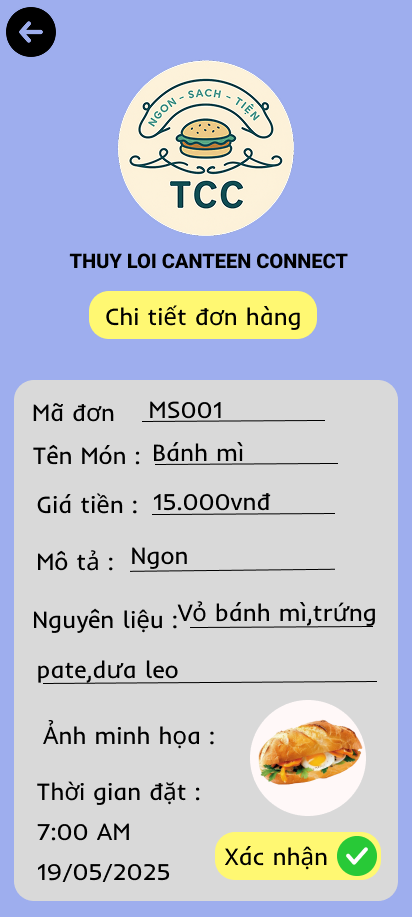 NGON - SẠCH - TIỆN
TCC
THUY LOI CANTEEN CONNECT
Chi tiết đơn hàng
Mã đơn MS001
Tên Món : Bánh mì
Giá tiền : 15.000vnđ
Mô tả : Ngon
Nguyên liệu : Vỏ bánh mì,trứng
pate,dưa leo
Ảnh minh họa :
Thời gian đặt :
7:00 AM
19/05/2025
Xác nhận